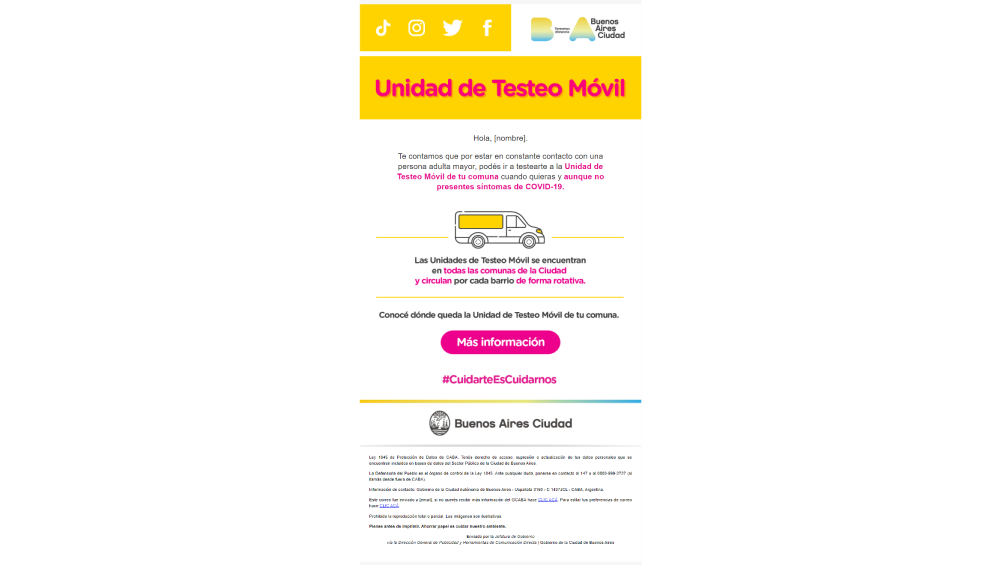 Buenos
Aires
Ciudad
Unidad de Testeo Móvil
Hola, [nombre],
Te contamos que por estar en constante contacto con una
persona adulta mayor, podés ir a testearte a la Unidad de
Testeo Móvil de tu comuna cuando quieras y aunque no
presentes síntomas de COVID-19.
Las Unidades de Testeo Móvil se encuentran
en todas las comunas de la Ciudad
y circulan por cada barrio de forma rotativa.
Conocé dónde queda la Unidad de Testeo Móvil de tu comuna.
Más información
#CuidarteEsCuidarnos
Buenos Aires Ciudad
Ley 1845 de Protección de Datos de CABA. Tenés derecho de acceso, supresión o actualización de tus datos personales que se
encuentran incluidos en bases de datos del Sector Público de la Ciudad de Buenos Aires.
La Defensoría del Pueblo es el órgano de control de la Ley 1845. Ante cualquier duda, ponerse en contacto al 147 o al 0800-999-2727 (si
llamás desde fuera de CABA).
Información de contacto: Gobierno de la Ciudad Autónoma de Buenos Aires - Uspallata 3160 - C - CABA, Argentina.
Este correo fue enviado a [email], si no querés recibir más información del GCABA hacé CLIC ACÁ. Para editar tus preferencias de correo
hacé CLIC ACÁ.
Prohibida la reproducción total o parcial. Las imágenes son ilustrativas.
Piense antes de imprimir. Ahorrar papel es cuidar nuestro ambiente.
Enviado por la Jefatura de Gobierno
vía la Dirección General de Publicidad y Herramientas de Comunicación Directa | Gobierno de la Ciudad de Buenos Aires